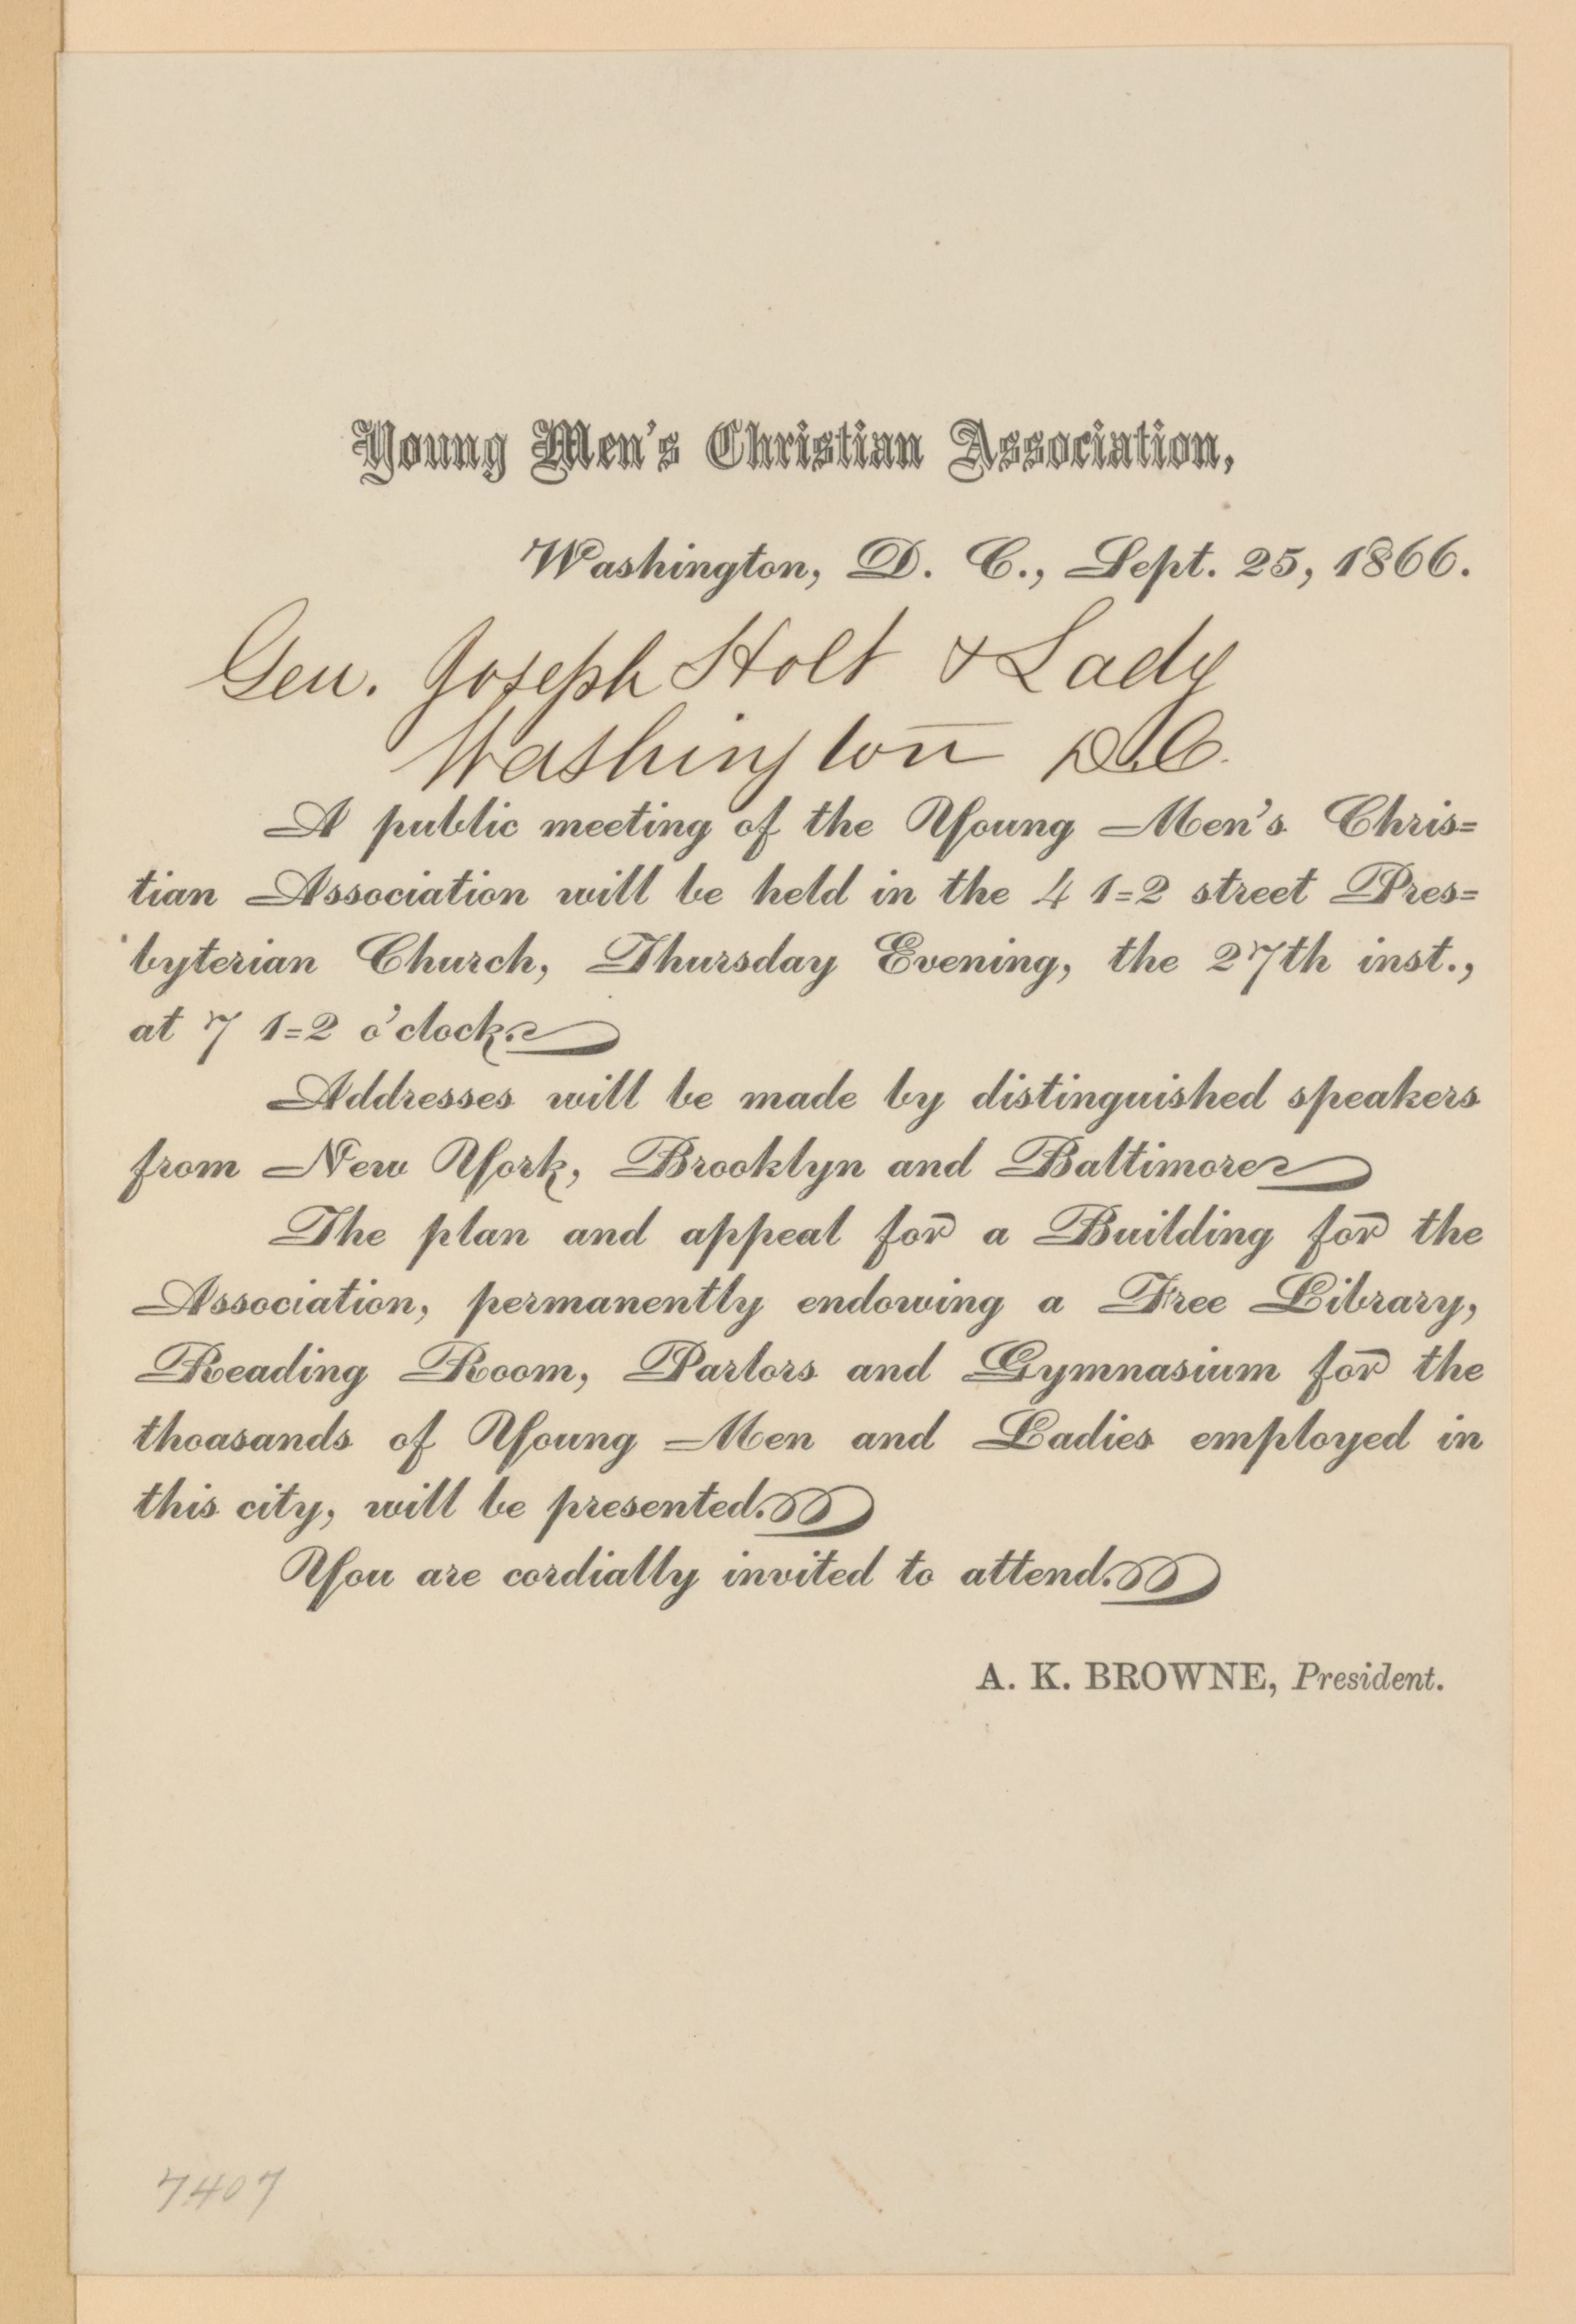 Young Men's Christian Association,
Washington, D. C., Sept. 25, 1866.
Gen. Joseph Holt & Lady
Washington D.C.
A public meeting of the Young Men's Chris=
tian Association will be held in the 4 1=2 street Pres=
byterian Church, Thursday Evening, the 27th inst.,
at 7 1=2 o'clock.
Addresses will be made by distinguished speakers
from New York, Brooklyn and Baltimore
The plan and appeal for a Building for the
Association, permanently endowing a Free Library,
Reading Room, Parlors and Gymnasium for the
thoasands of Young Men and Ladies employed in
this city, will be presented.
You are cordially invited to attend.
A. K. BROWNE, President.
7407